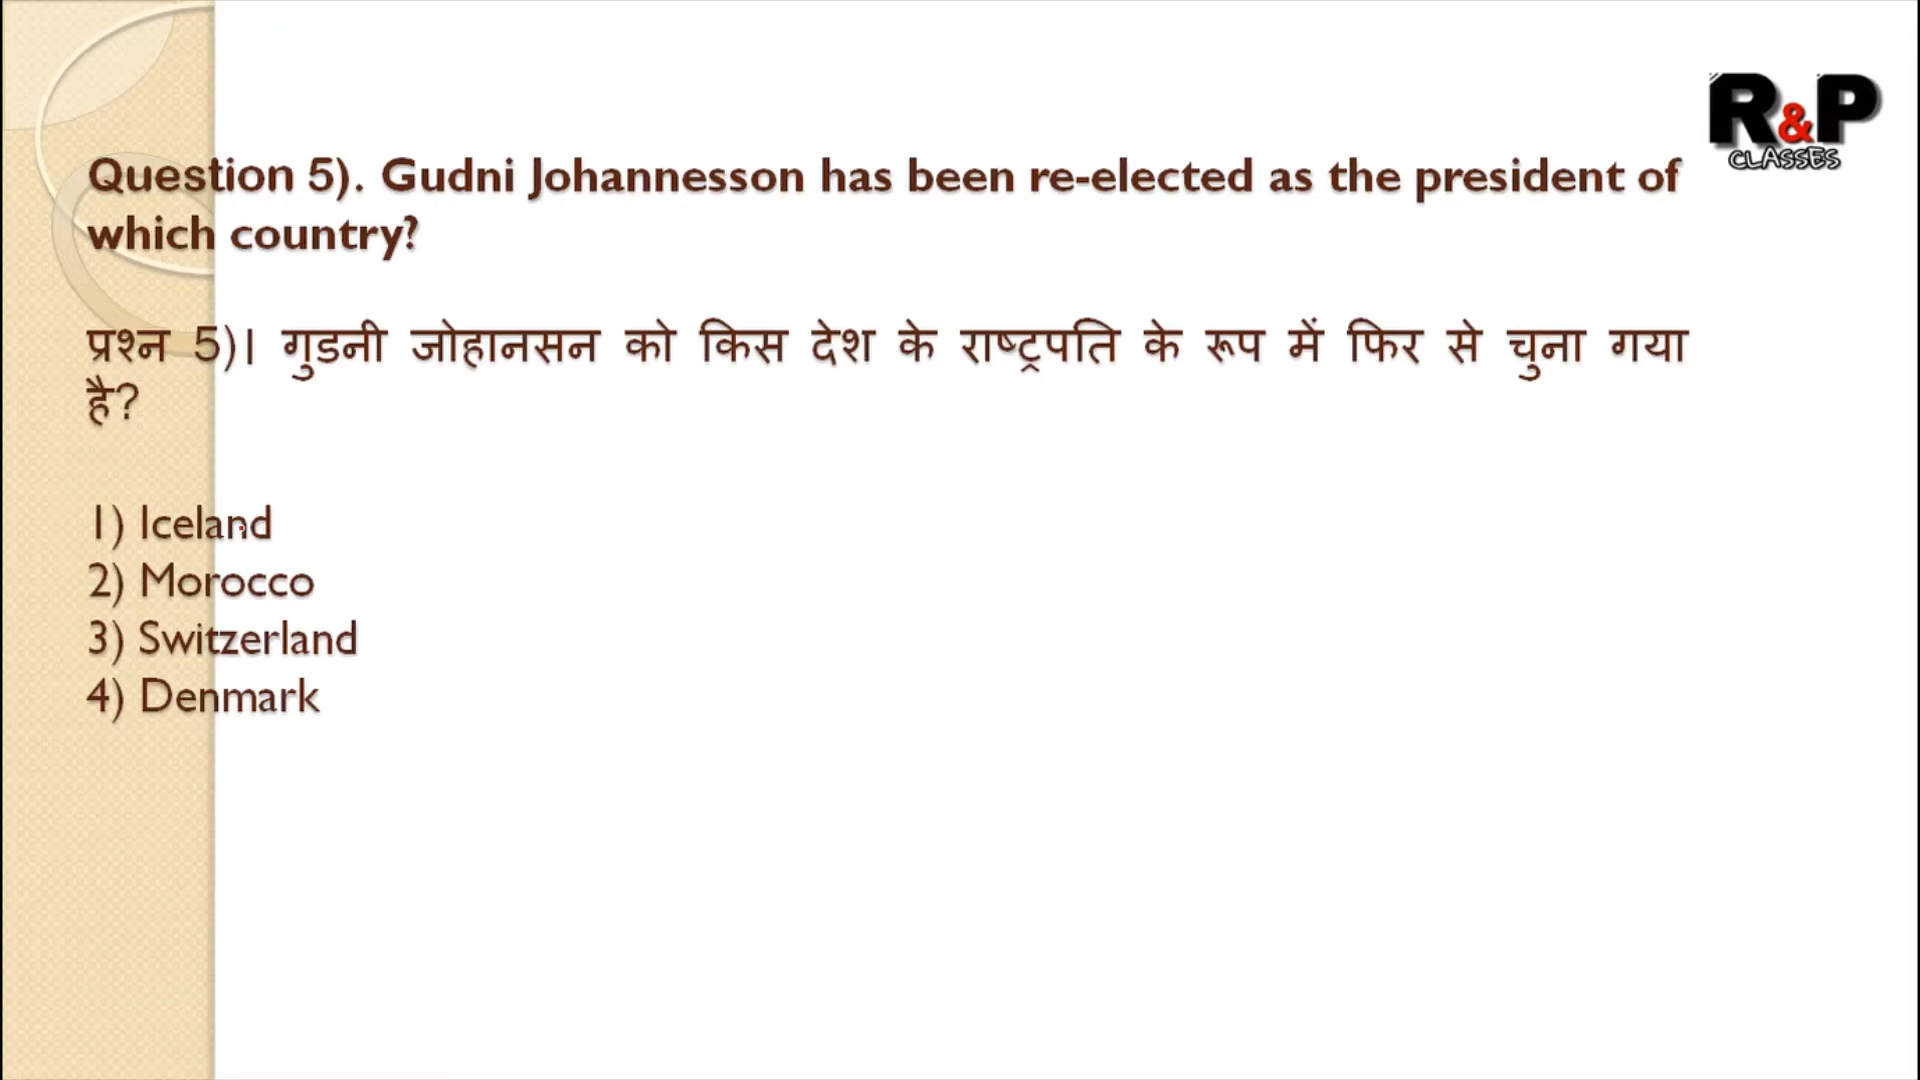 R&P
CLASSES
Question 5). Gudni Johannesson has been re-elected as the president of
which country?
प्रश्न 5)। गुडनी जोहानसन को किस देश के राष्ट्रपति के रूप में फिर से चुना गया
है?
1) Iceland
2) Morocco
3) Switzerland
4) Denmark